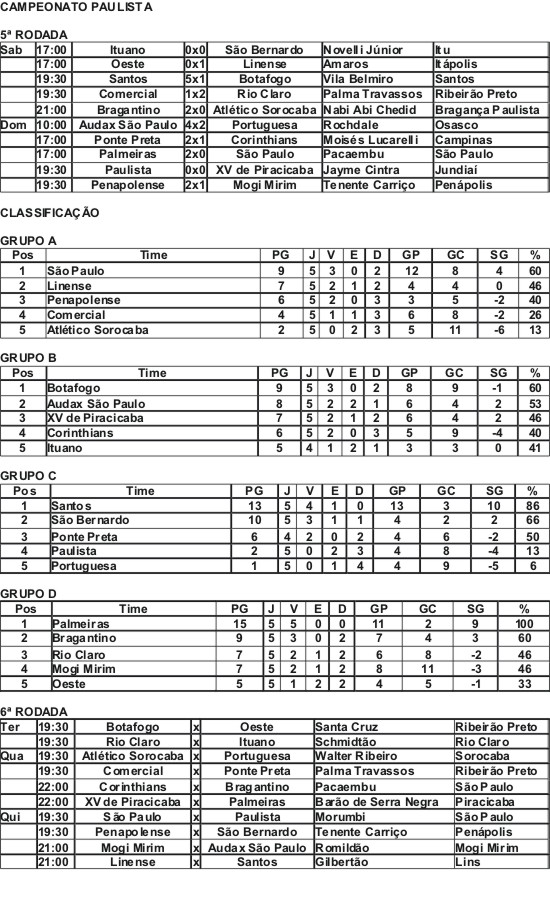 CAMPEONATO PAULISTA
5ª RODADA
Sab 17:00 Ituano 0x0 São Bernardo Novelli Júnior Itu
17:00 Oeste 0x1 Linense Amaros Itápolis
19:30 Santos 5x1 Botafogo Vila Belmiro Santos
19:30 Comercial 1x2 Rio Claro Palma Travassos Ribeirão Preto
21:00 Bragantino 2x0 Atlético Sorocaba Nabi Abi Chedid Bragança Paulista
Dom 10:00 Audax São Paulo 4x2 Portuguesa Rochdale Osasco
17:00 Ponte Preta 2x1 Corinthians Moisés Lucarelli Campinas
17:00 Palmeiras 2x0 São Paulo Pacaembu São Paulo
19:30 Paulista 0x0 XV de Piracicaba Jayme Cintra Jundiaí
19:30 Penapolense 2x1 Mogi Mirim Tenente Carriço Penápolis
CLASSIFICAÇÃO
GRUPO A
Pos Time PG J V E D GP GC SG %
1 São Paulo 9 5 3 0 2 12 8 4 60
2 Linense 7 5 2 1 2 4 4 0 46
3 Penapolense 6 5 2 0 3 3 5 -2 40
4 Comercial 4 5 1 1 3 6 8 -2 26
5 Atlético Sorocaba 2 5 0 2 3 5 11 -6 13
GRUPO B
Pos Time PG J V E D GP GC SG %
1 Botafogo 9 5 3 0 2 8 9 -1 60
2 Audax São Paulo 8 5 2 2 1 6 4 2 53
3 XV de Piracicaba 7 5 2 1 2 6 4 2 46
4 Corinthians 6 5 2 0 3 5 9 -4 40
5 Ituano 5 4 1 2 1 3 3 0 41
GRUPO C
Pos Time PG J V E D GP GC SG %
1 Santos 13 5 4 1 0 13 3 10 86
2 São Bernardo 10 5 3 1 1 4 2 2 66
3 Ponte Preta 6 4 2 0 2 4 6 -2 50
4 Paulista 2 5 0 2 3 4 8 -4 13
5 Portuguesa 1 5 0 1 4 4 9 -5 6
GRUPO D
Pos Time PG J V E D GP GC SG %
1 Palmeiras 15 5 5 0 0 11 2 9 100
2 Bragantino 9 5 3 0 2 7 4 3 60
3 Rio Claro 7 5 2 1 2 6 8 -2 46
4 Mogi Mirim 7 5 2 1 2 8 11 -3 46
5 Oeste 5 5 1 2 2 4 5 -1 33
6ª RODADA
Ter 19:30 Botafogo x Oeste Santa Cruz Ribeirão Preto
19:30 Rio Claro x Ituano Schmidtão Rio Claro
Qua 19:30 Atlético Sorocaba x Portuguesa Walter Ribeiro Sorocaba
19:30 Comercial x Ponte Preta Palma Travassos Ribeirão Preto
22:00 Corinthians x Bragantino Pacaembu São Paulo
22:00 XV de Piracicaba x Palmeiras Barão de Serra Negra Piracicaba
Qui 19:30 São Paulo x Paulista Morumbi São Paulo
19:30 Penapolense x São Bernardo Tenente Carriço Penápolis
21:00 Mogi Mirim x Audax São Paulo Romildão Mogi Mirim
21:00 Linense x Santos Gilbertão Lins